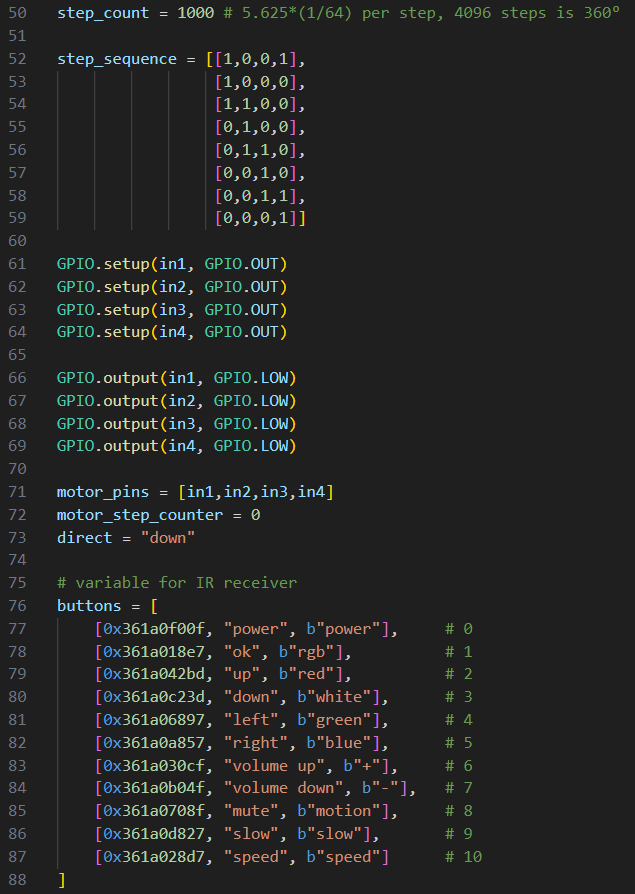 50 step_count = 1000 # 5.625*(1/64) per step, 4096 steps is 360°
51
52 step_sequence = [[1,0,0,1],
53                  [1,0,0,0],
54                  [1,1,0,0],
55                  [0,1,0,0],
56                  [0,1,1,0],
57                  [0,0,1,0],
58                  [0,0,1,1],
59                  [0,0,0,1]]
60
61 GPIO.setup(in1, GPIO.OUT)
62 GPIO.setup(in2, GPIO.OUT)
63 GPIO.setup(in3, GPIO.OUT)
64 GPIO.setup(in4, GPIO.OUT)
65
66 GPIO.output(in1, GPIO.LOW)
67 GPIO.output(in2, GPIO.LOW)
68 GPIO.output(in3, GPIO.LOW)
69 GPIO.output(in4, GPIO.LOW)
70
71 motor_pins = [in1,in2,in3,in4]
72 motor_step_counter = 0
73 direct = "down"
74
75 # variable for IR receiver
76 buttons = [
77     [0x361a0f00f, "power", b"power"],     # 0
78     [0x361a018e7, "ok", b"rgb"],          # 1
79     [0x361a042bd, "up", b"red"],          # 2
80     [0x361a0c23d, "down", b"white"],      # 3
81     [0x361a06897, "left", b"green"],      # 4
82     [0x361a0a857, "right", b"blue"],      # 5
83     [0x361a030cf, "volume up", b"+"],     # 6
84     [0x361a0b04f, "volume down", b"-"],   # 7
85     [0x361a0708f, "mute", b"motion"],     # 8
86     [0x361a0d827, "slow", b"slow"],       # 9
87     [0x361a028d7, "speed", b"speed"]      # 10
88 ]